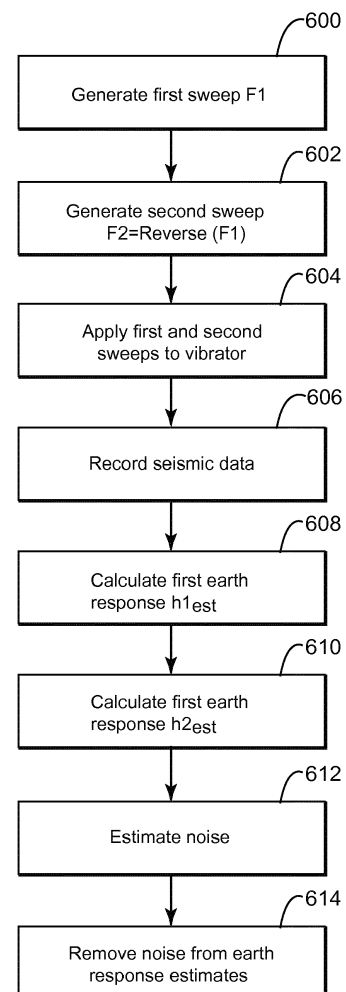 600
Generate first sweep F1
602
Generate second sweep
F2=Reverse (F1)
604
Apply first and second
sweeps to vibrator
606
Record seismic data
608
Calculate first earth
response h1est
610
Calculate first earth
response h2est
612
Estimate noise
614
Remove noise from earth
response estimates